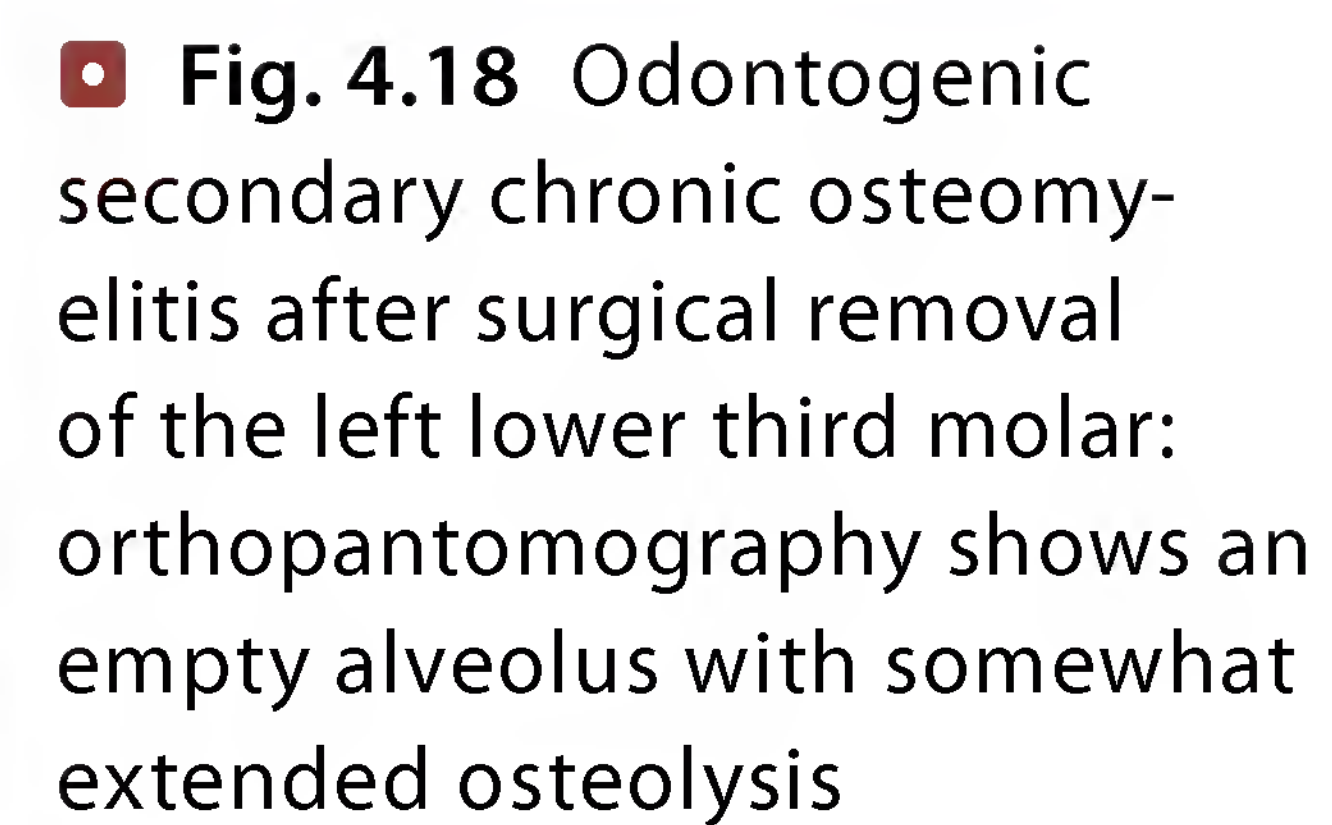 Fig. 4.18 Odontogenic
secondary chronic osteomy-
elitis after surgical removal
of the left lower third molar:
orthopantomography shows an
empty alveolus with somewhat
extended osteolysis